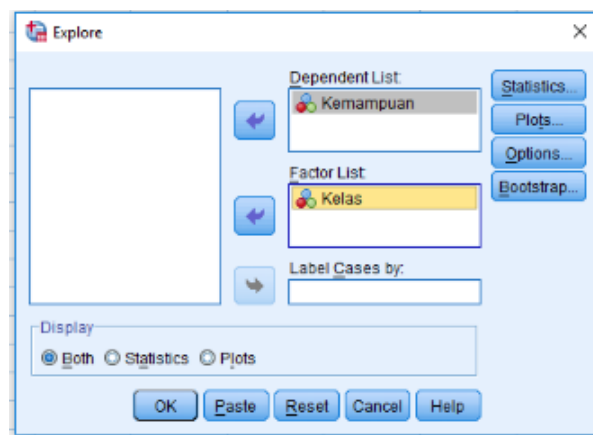 Explore
Dependent List:
Kemampuan
Factor List:
Kelas
Label Cases by:
Statistics...
Plots...
Options...
Bootstrap...
Display
Both Statistics Plots
OK Paste Reset Cancel Help